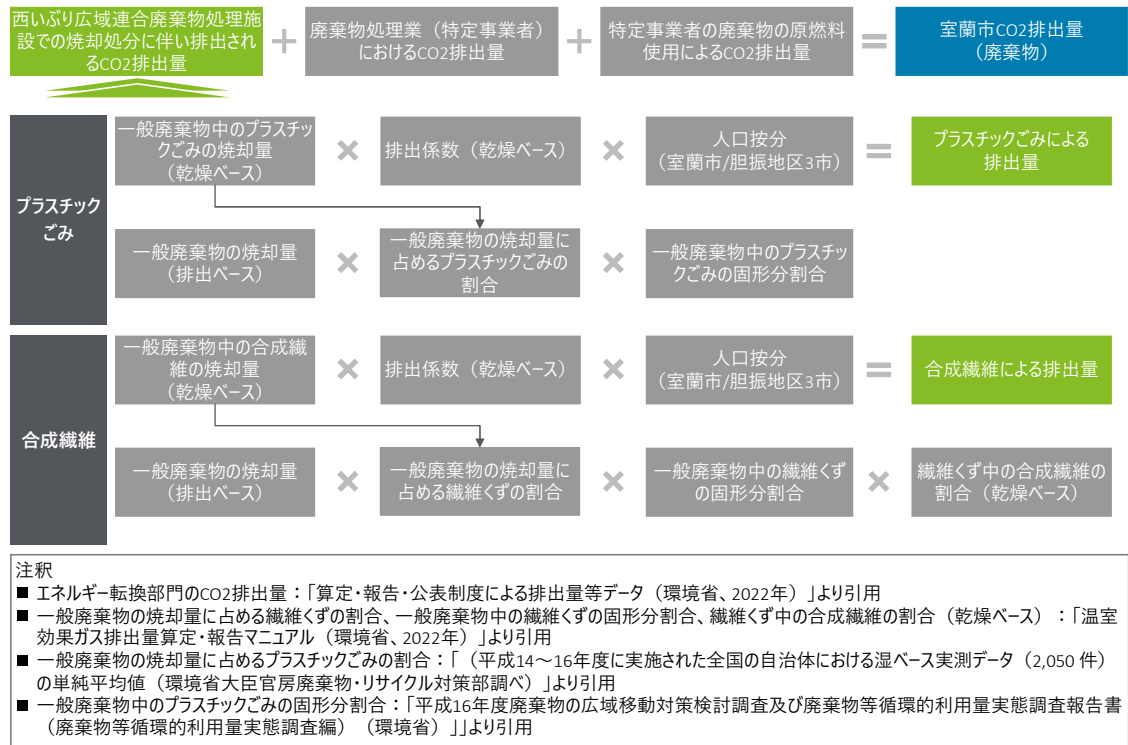 西いぶり広域連合廃棄物処理施
設での焼却処分に伴い排出され
るCO2排出量
+
廃棄物処理業（特定事業者）
におけるCO2排出量
+
特定事業者の廃棄物の原燃料
使用によるCO2排出量
=
室蘭市CO2排出量
（廃棄物）
プラスチック
ごみ
一般廃棄物中のプラスチッ
クごみの焼却量
（乾燥ベース）
×
排出係数（乾燥ベース）
×
人口按分
（室蘭市/胆振地区3市）
=
プラスチックごみによる
排出量
一般廃棄物の焼却量
（排出ベース）
×
一般廃棄物の焼却量に
占めるプラスチックごみの
割合
×
一般廃棄物中のプラスチッ
クごみの固形分割合
合成繊維
一般廃棄物中の合成繊
維の焼却量
（乾燥ベース）
×
排出係数（乾燥ベース）
×
人口按分
（室蘭市/胆振地区3市）
=
合成繊維による排出量
一般廃棄物の焼却量
（排出ベース）
×
一般廃棄物の焼却量に
占める繊維くずの割合
×
一般廃棄物中の繊維くず
の固形分割合
×
繊維くず中の合成繊維の
割合（乾燥ベース）
注釈
■ エネルギー転換部門のCO2排出量：「算定・報告・公表制度による排出量等データ（環境省、2022年）」より引用
■ 一般廃棄物の焼却量に占める繊維くずの割合、一般廃棄物中の繊維くずの固形分割合、繊維くず中の合成繊維の割合（乾燥ベース）：「温室
効果ガス排出量算定・報告マニュアル（環境省、2022年）」より引用
■ 一般廃棄物の焼却量に占めるプラスチックごみの割合：「（平成14～16年度に実施された全国の自治体における湿ベース実測データ（2,050 件）
の単純平均値（環境省大臣官房廃棄物・リサイクル対策部調べ）」より引用
■ 一般廃棄物中のプラスチックごみの固形分割合：「平成16年度廃棄物の広域移動対策検討調査及び廃棄物等循環的利用量実態調査報告書
（廃棄物等循環的利用量実態調査編）（環境省）」」より引用